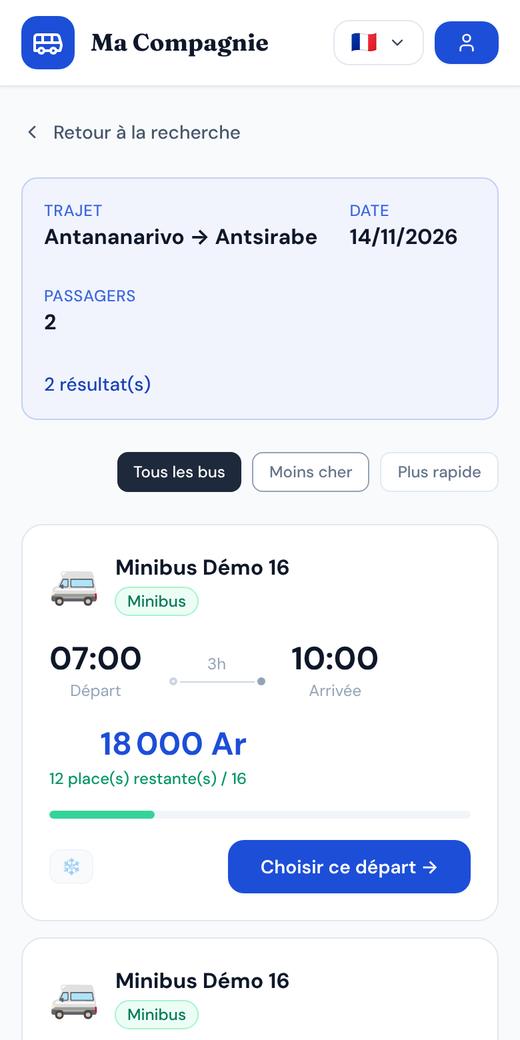 Ma Compagnie
Retour à la recherche
TRAJET
Antananarivo → Antsirabe
DATE
14/11/2026
PASSAGERS
2
2 résultat(s)
Tous les bus
Moins cher
Plus rapide
Minibus Démo 16
Minibus
07:00
3h
10:00
Départ
Arrivée
18 000 Ar
12 place(s) restante(s) / 16
Choisir ce départ →
Minibus Démo 16
Minibus